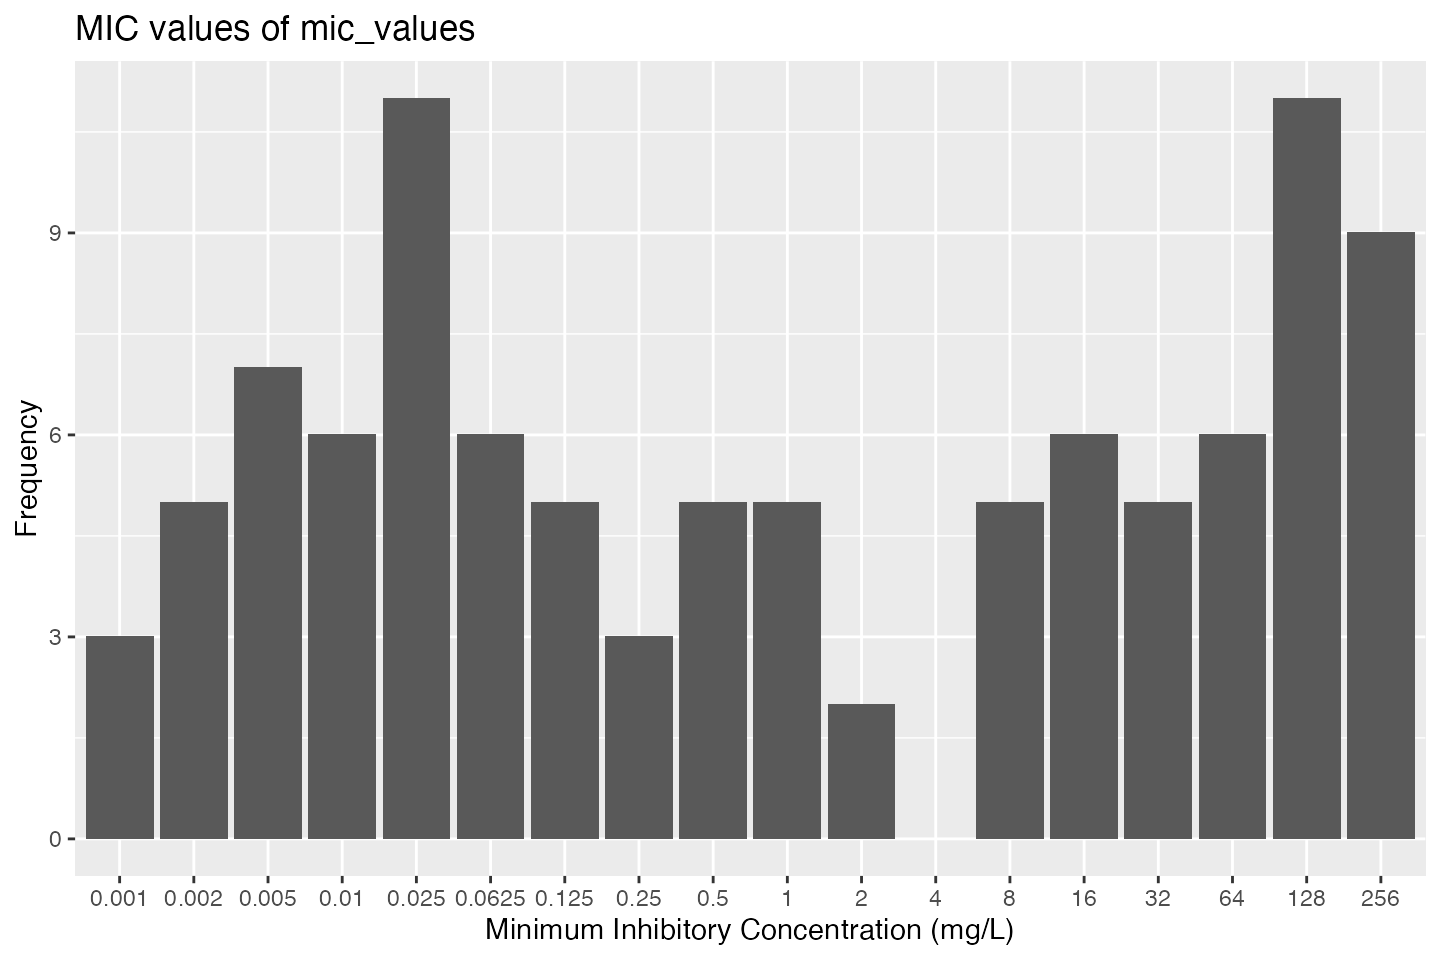 MIC values of mic_values
Frequency
9
6
3
0
0.001 0.002 0.005 0.01 0.025 0.0625 0.125 0.25 0.5 1 2 4 8 16 32 64 128 256
Minimum Inhibitory Concentration (mg/L)